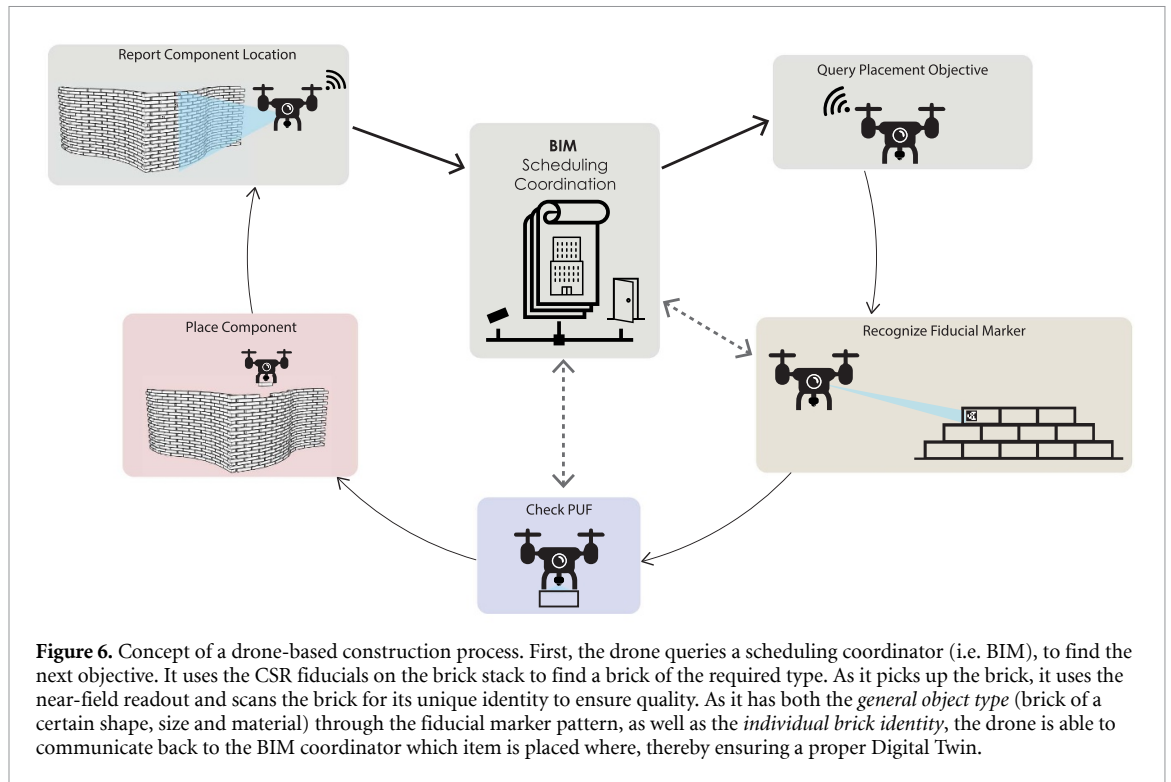 Report Component Location
Query Placement Objective
BIM
Scheduling
Coordination
Place Component
Recognize Fiducial Marker
Check PUF
Figure 6. Concept of a drone-based construction process. First, the drone queries a scheduling coordinator (i.e. BIM), to find the
next objective. It uses the CSR fiducials on the brick stack to find a brick of the required type. As it picks up the brick, it uses the
near-field readout and scans the brick for its unique identity to ensure quality. As it has both the general object type (brick of a
certain shape, size and material) through the fiducial marker pattern, as well as the individual brick identity, the drone is able to
communicate back to the BIM coordinator which item is placed where, thereby ensuring a proper Digital Twin.